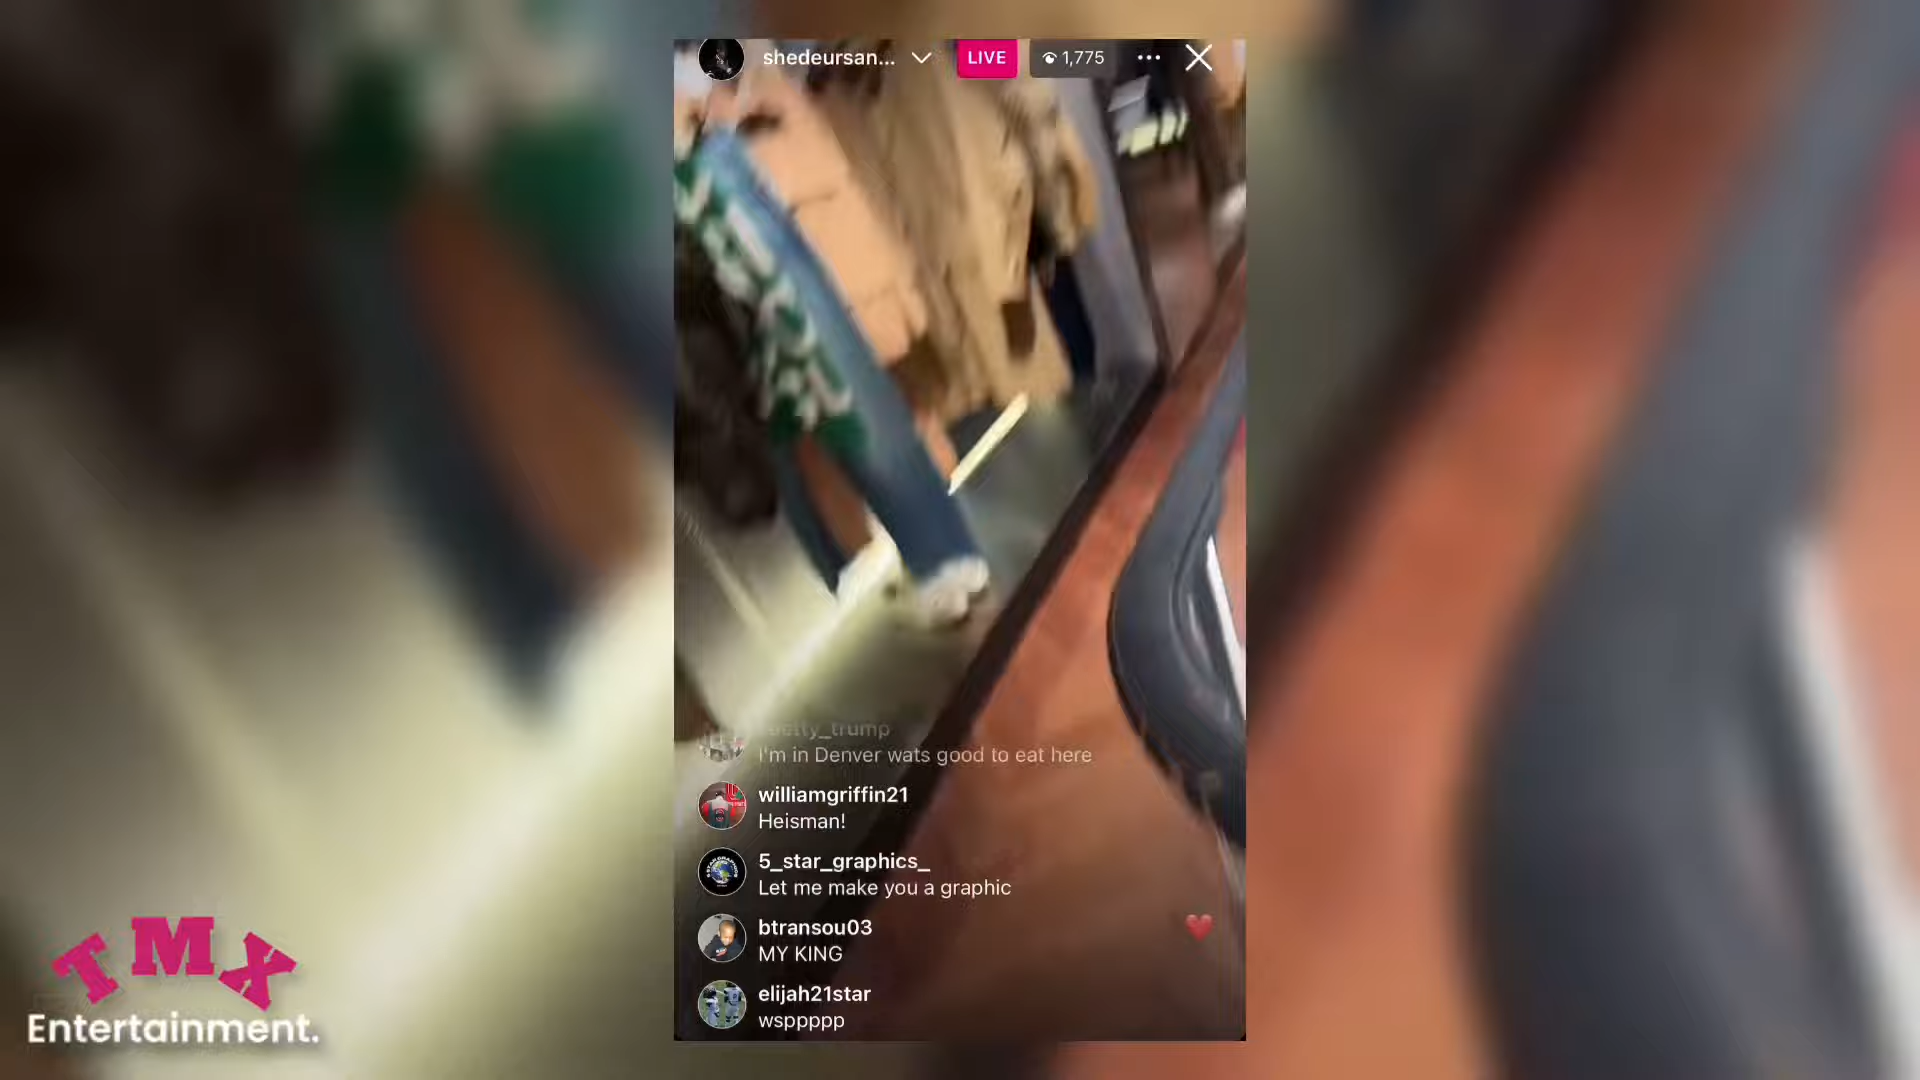 shedeursan...
LIVE
1,775
I'm in Denver wats good to eat here
williamgriffin21
Heisman!
5_star_graphics_
Let me make you a graphic
btransou03
MY KING
elijah21star
wsppppp
TMX
Entertainment.